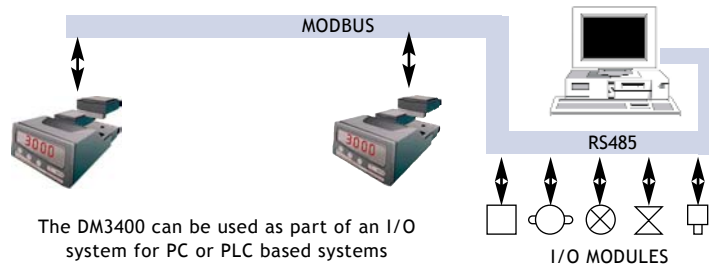 MODBUS
3000
3000
RS485
The DM3400 can be used as part of an I/O
system for PC or PLC based systems
I/O MODULES